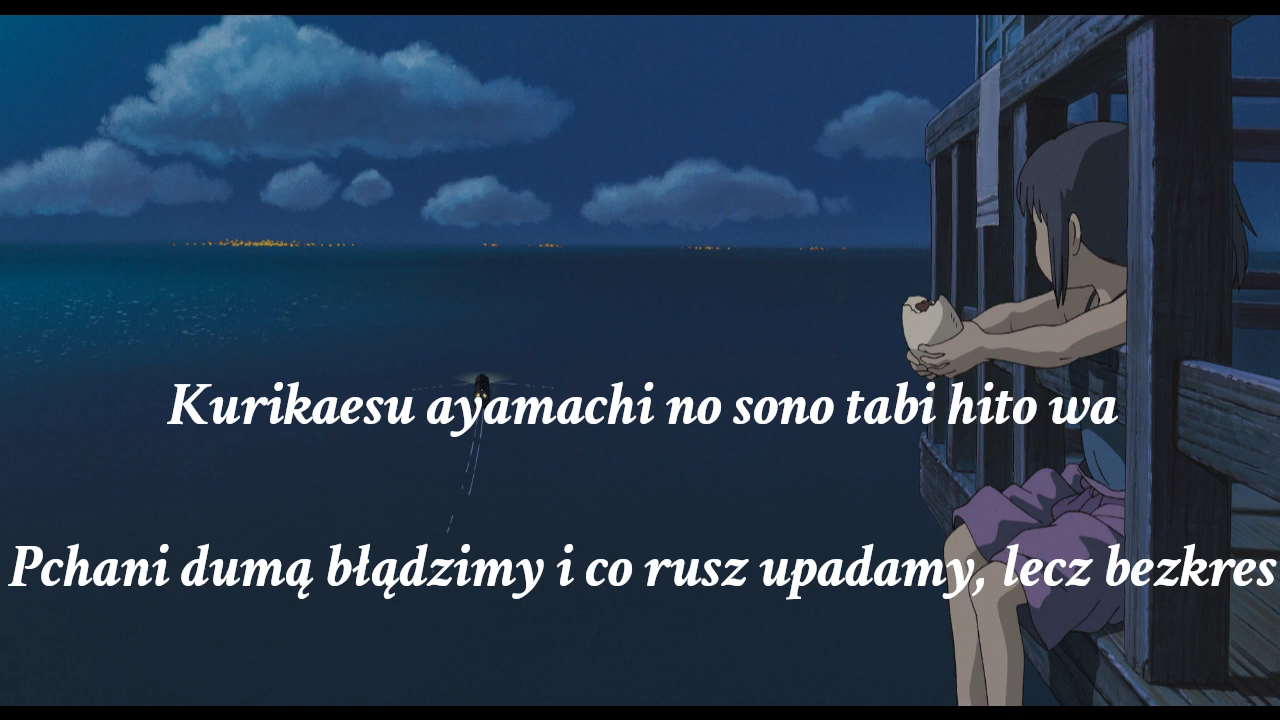 Kurikaesu ayamachi no sono tabi hito wa
Pchani dumą błądzimy i co rusz upadamy, lecz bezkres